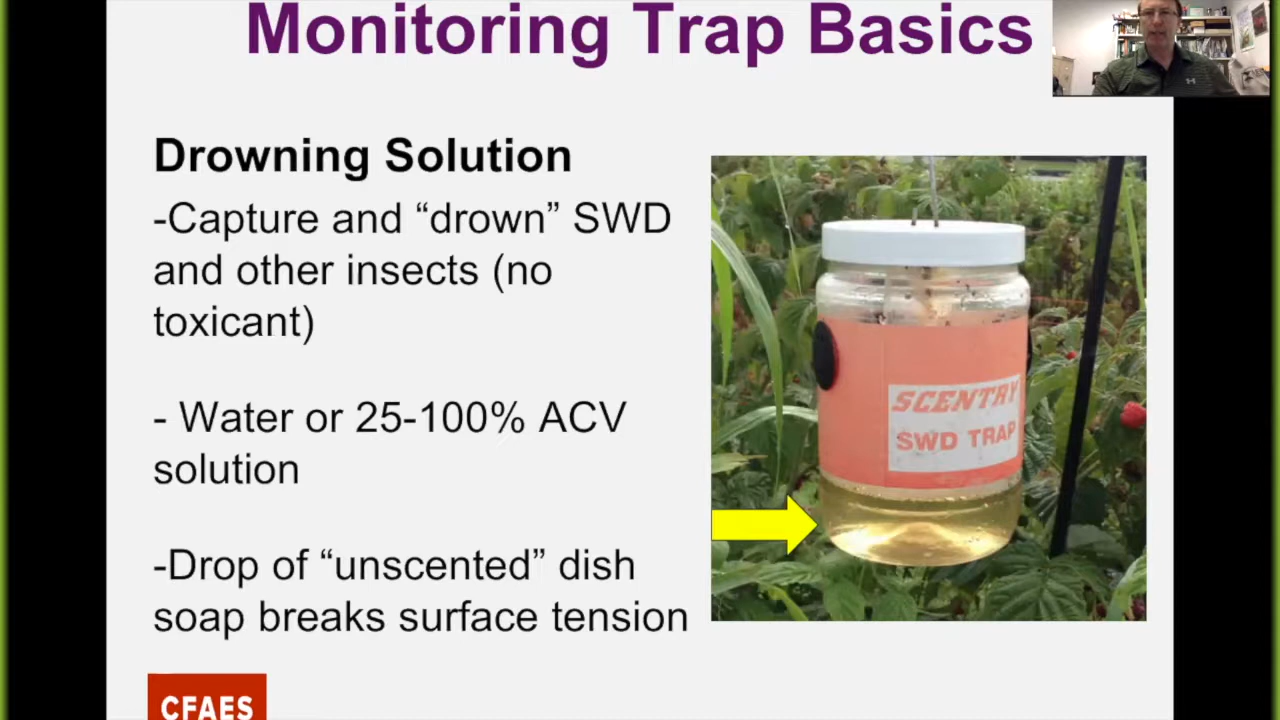 Monitoring Trap Basics
Drowning Solution
-Capture and “drown” SWD
and other insects (no
toxicant)
- Water or 25-100% ACV
solution
-Drop of “unscented” dish
soap breaks surface tension
SCENTRY
SWD TRAP
CFAES